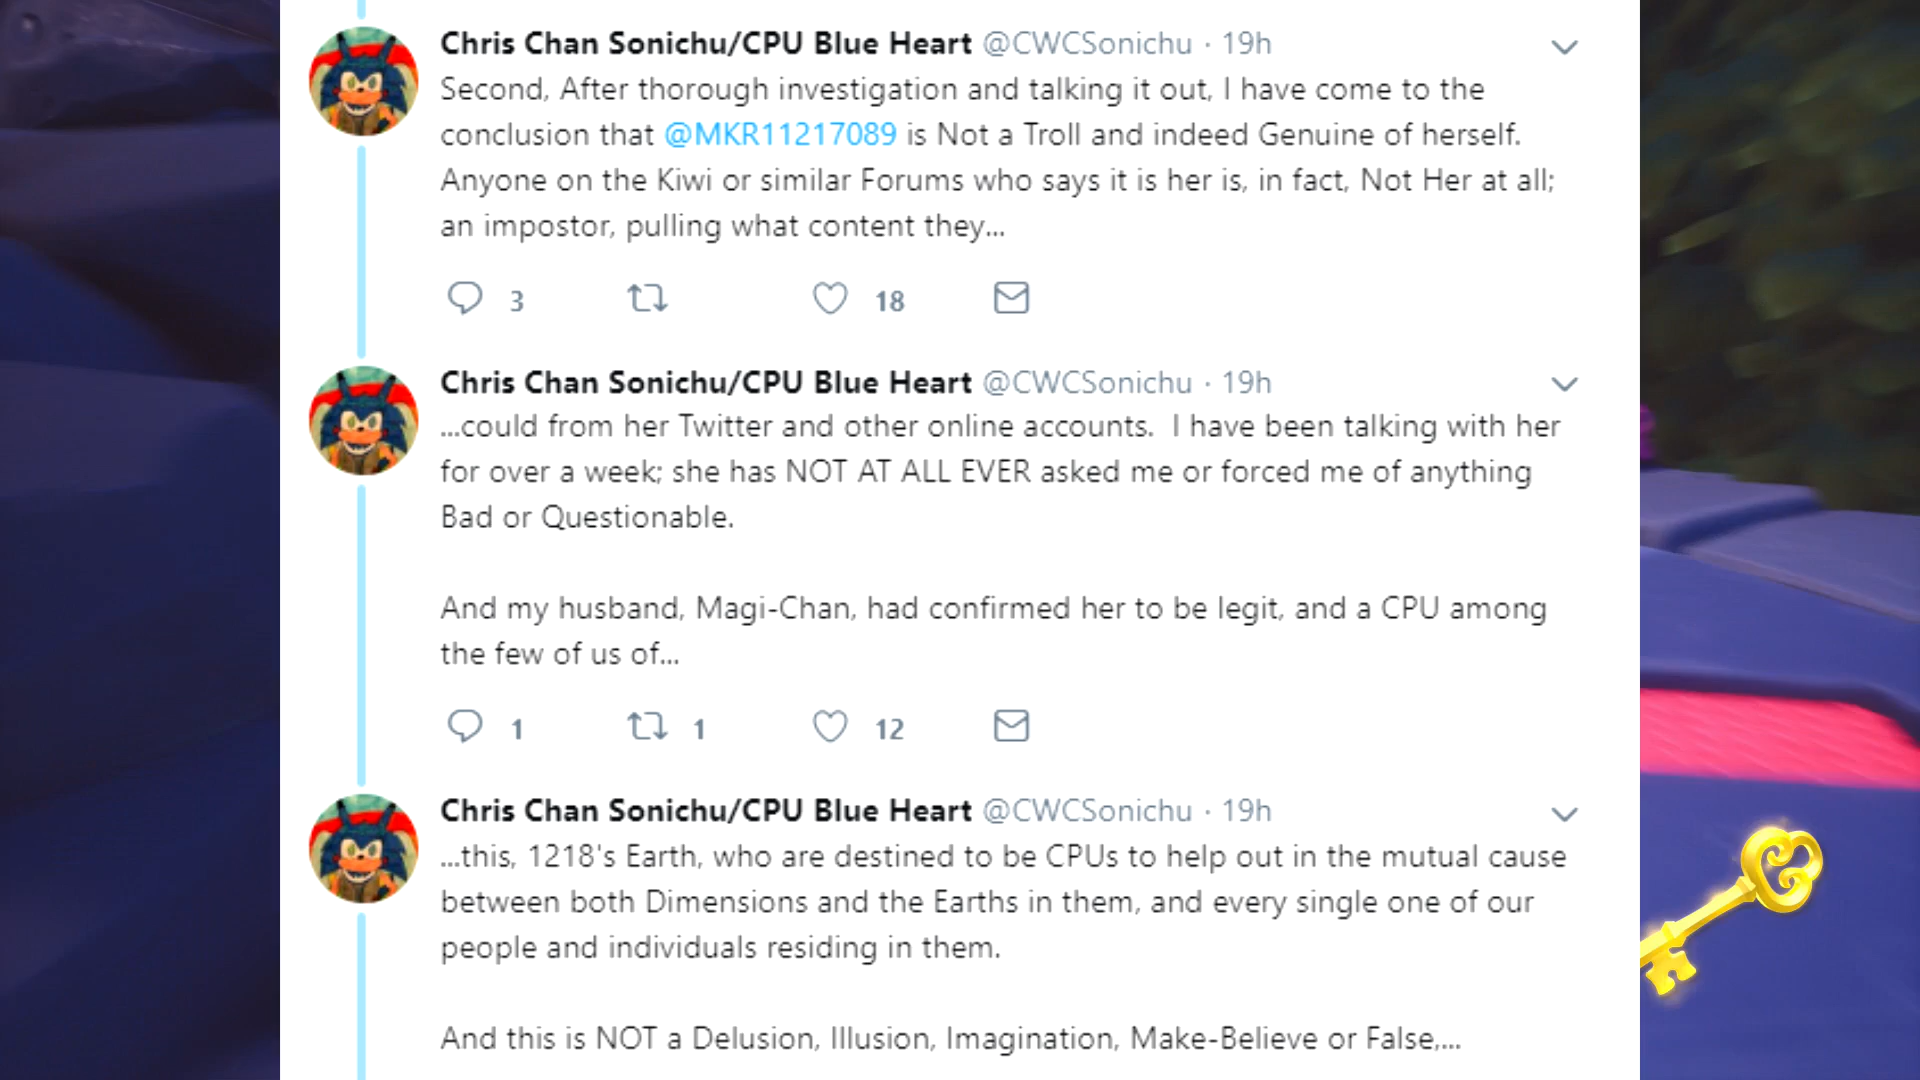 Chris Chan Sonichu/CPU Blue Heart @CWCSonichu · 19h
Second, After thorough investigation and talking it out, I have come to the
conclusion that @MKR11217089 is Not a Troll and indeed Genuine of herself.
Anyone on the Kiwi or similar Forums who says it is her is, in fact, Not Her at all;
an impostor, pulling what content they...
3 18
Chris Chan Sonichu/CPU Blue Heart @CWCSonichu · 19h
...could from her Twitter and other online accounts.  I have been talking with her
for over a week; she has NOT AT ALL EVER asked me or forced me of anything
Bad or Questionable.
And my husband, Magi-Chan, had confirmed her to be legit, and a CPU among
the few of us of...
1 1 12
Chris Chan Sonichu/CPU Blue Heart @CWCSonichu · 19h
...this, 1218's Earth, who are destined to be CPUs to help out in the mutual cause
between both Dimensions and the Earths in them, and every single one of our
people and individuals residing in them.
And this is NOT a Delusion, Illusion, Imagination, Make-Believe or False,...